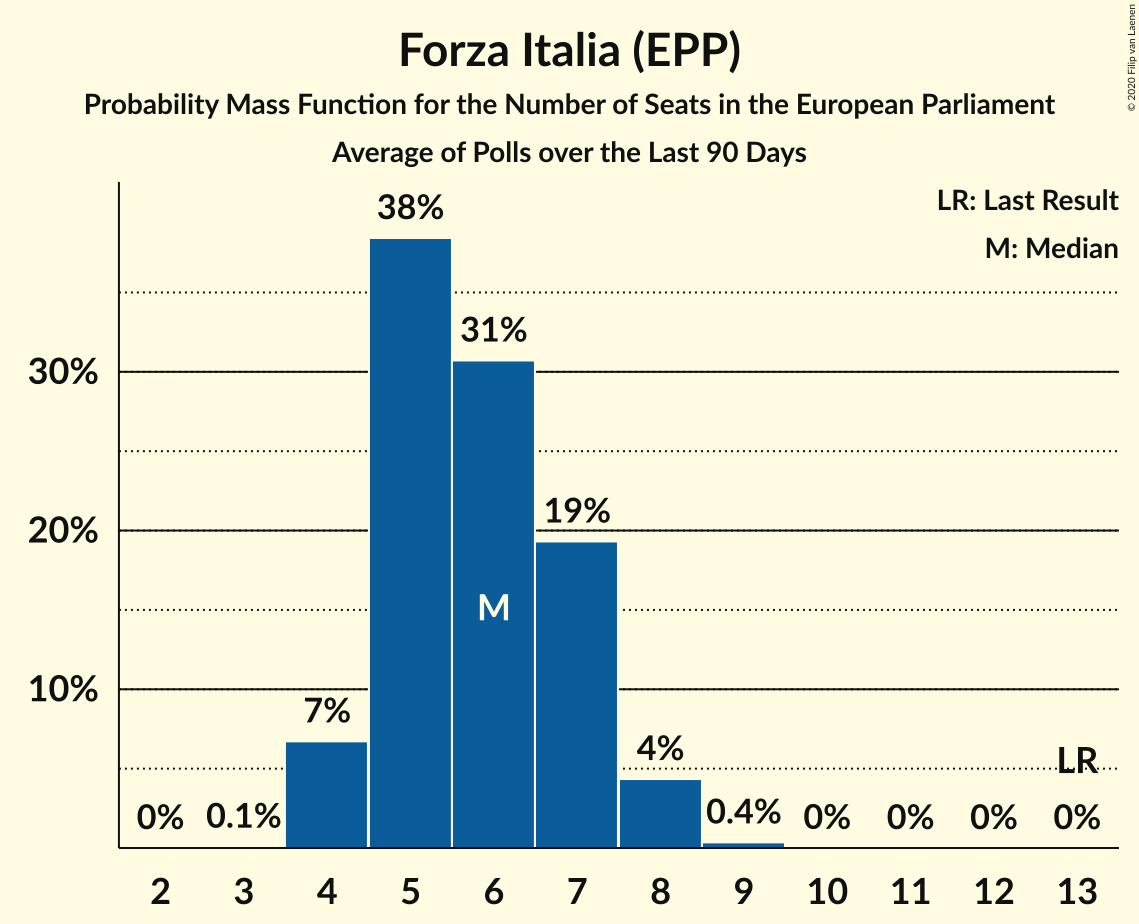 Forza Italia (EPP)
Probability Mass Function for the Number of Seats in the European Parliament
Average of Polls over the Last 90 Days
© 2020 Filip van Laenen
LR: Last Result
M: Median
38%
31%
30%
19%
20%
M
10%
7%
4%
LR
0% 0.1% 0.4% 0% 0% 0% 0%
2 3 4 5 6 7 8 9 10 11 12 13